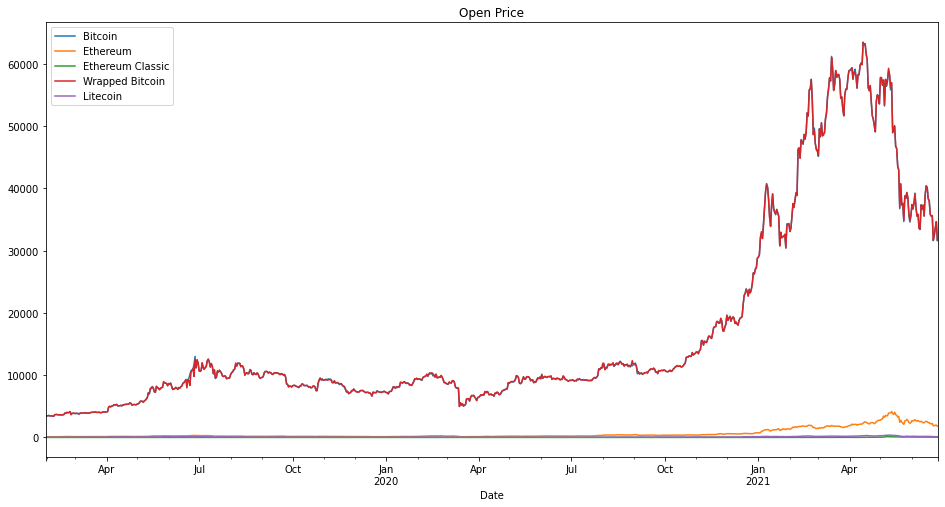 Open Price
Bitcoin
Ethereum
Ethereum Classic
Wrapped Bitcoin
Litecoin
60000
50000
40000
30000
20000
10000
0
Apr Jul Oct Jan Apr Jul Oct Jan Apr
2020 2021
Date